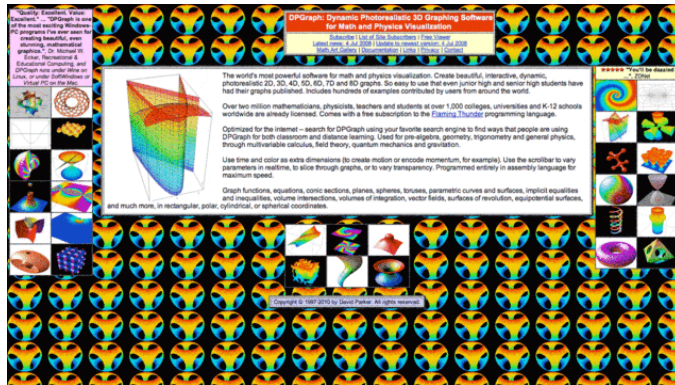 "Quality: Excellent. Value:
Excellent." ... "DPGraph is one
of the most exciting Windows-
PC programs I've ever seen for
creating beautiful, even
stunning, mathematical
graphics.", Dr. Michael W.
Ecker, Recreational &
Educational Computing, and
DPGraph runs under Wine on
Linux, or under SoftWindows or
Virtual PC on the Mac.
DPGraph: Dynamic Photorealistic 3D Graphing Software
for Math and Physics Visualization
Subscribe | List of Site Subscribers | Free Viewer
Latest news: 4 Jul 2008 | Update to newest version: 4 Jul 2008
Math Art Gallery | Documentation | Links | Privacy | Contact
The world's most powerful software for math and physics visualization. Create beautiful, interactive, dynamic,
photorealistic 2D, 3D, 4D, 5D, 6D, 7D and 8D graphs. So easy to use that even junior high and senior high students have
had their graphs published. Includes hundreds of examples contributed by users from around the world.
Over two million mathematicians, physicists, teachers and students at over 1,000 colleges, universities and K-12 schools
worldwide are already licensed. Comes with a free subscription to the Flaming Thunder programming language.
Optimized for the internet – search for DPGraph using your favorite search engine to find ways that people are using
DPGraph for both classroom and distance learning. Used for pre-algebra, geometry, trigonometry and general physics,
through multivariable calculus, field theory, quantum mechanics and gravitation.
Use time and color as extra dimensions (to create motion or encode momentum, for example). Use the scrollbar to vary
parameters in realtime, to slice through graphs, or to vary transparency. Programmed entirely in assembly language for
maximum speed.
Graph functions, equations, conic sections, planes, spheres, toruses, parametric curves and surfaces, implicit equalities
and inequalities, volume intersections, volumes of integration, vector fields, surfaces of revolution, equipotential surfaces,
and much more, in rectangular, polar, cylindrical, or spherical coordinates.
★★★★★ "You'll be dazzled
", ZDNet
Copyright © 1997-2010 by David Parker. All rights reserved.